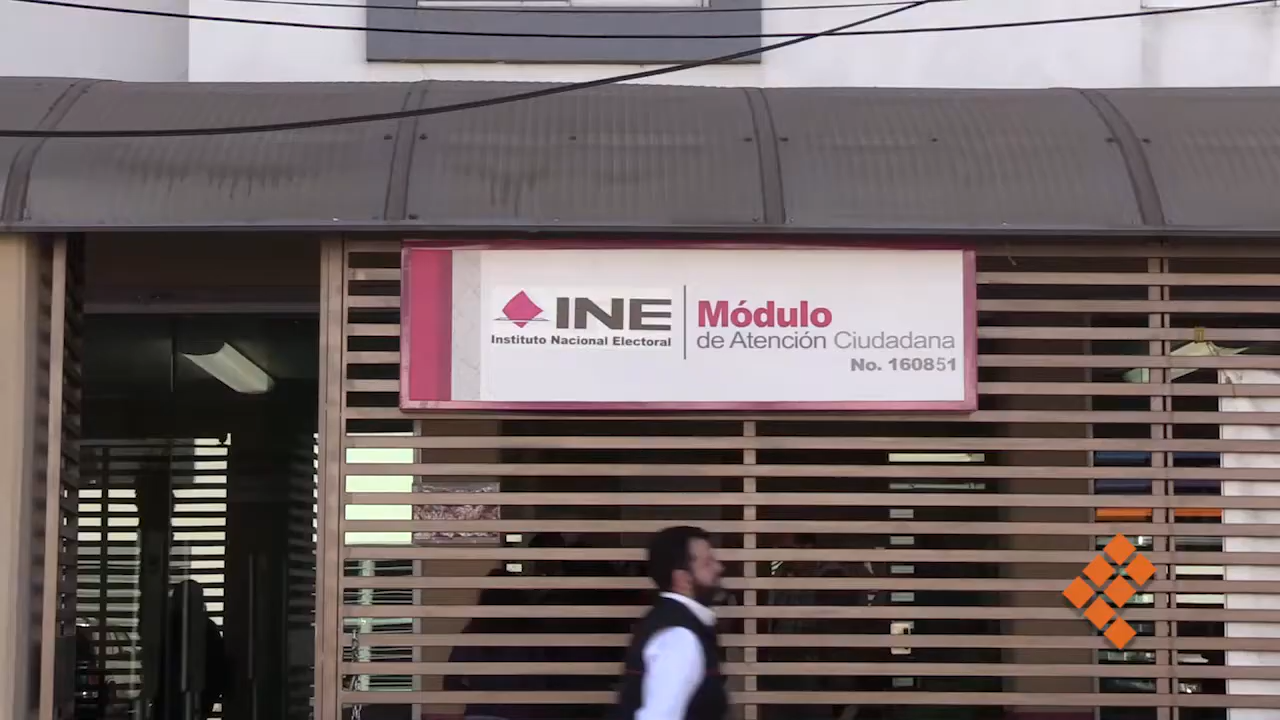 INE
Instituto Nacional Electoral
Módulo
de Atención Ciudadana
No. 160851